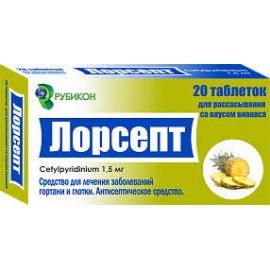 РУБИКОН
20 таблеток
для рассасывания
со вкусом ананаса
Лорсепт
Cetylpyridinium 1,5 мг
Средство для лечения заболеваний
гортани и глотки. Антисептическое средство.